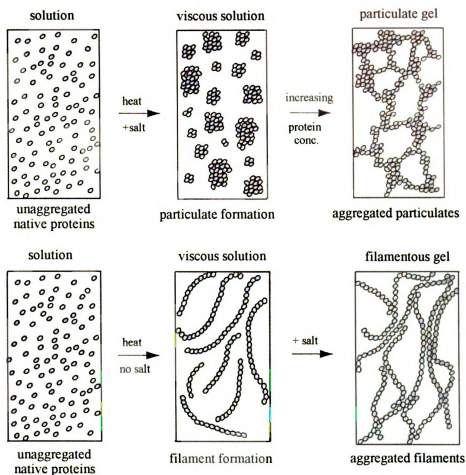 solution
viscous solution
particulate gel
heat
+salt
increasing
protein
conc.
unaggregated
native proteins
particulate formation
aggregated particulates
solution
viscous solution
filamentous gel
heat
no salt
+ salt
unaggregated
native proteins
filament formation
aggregated filaments